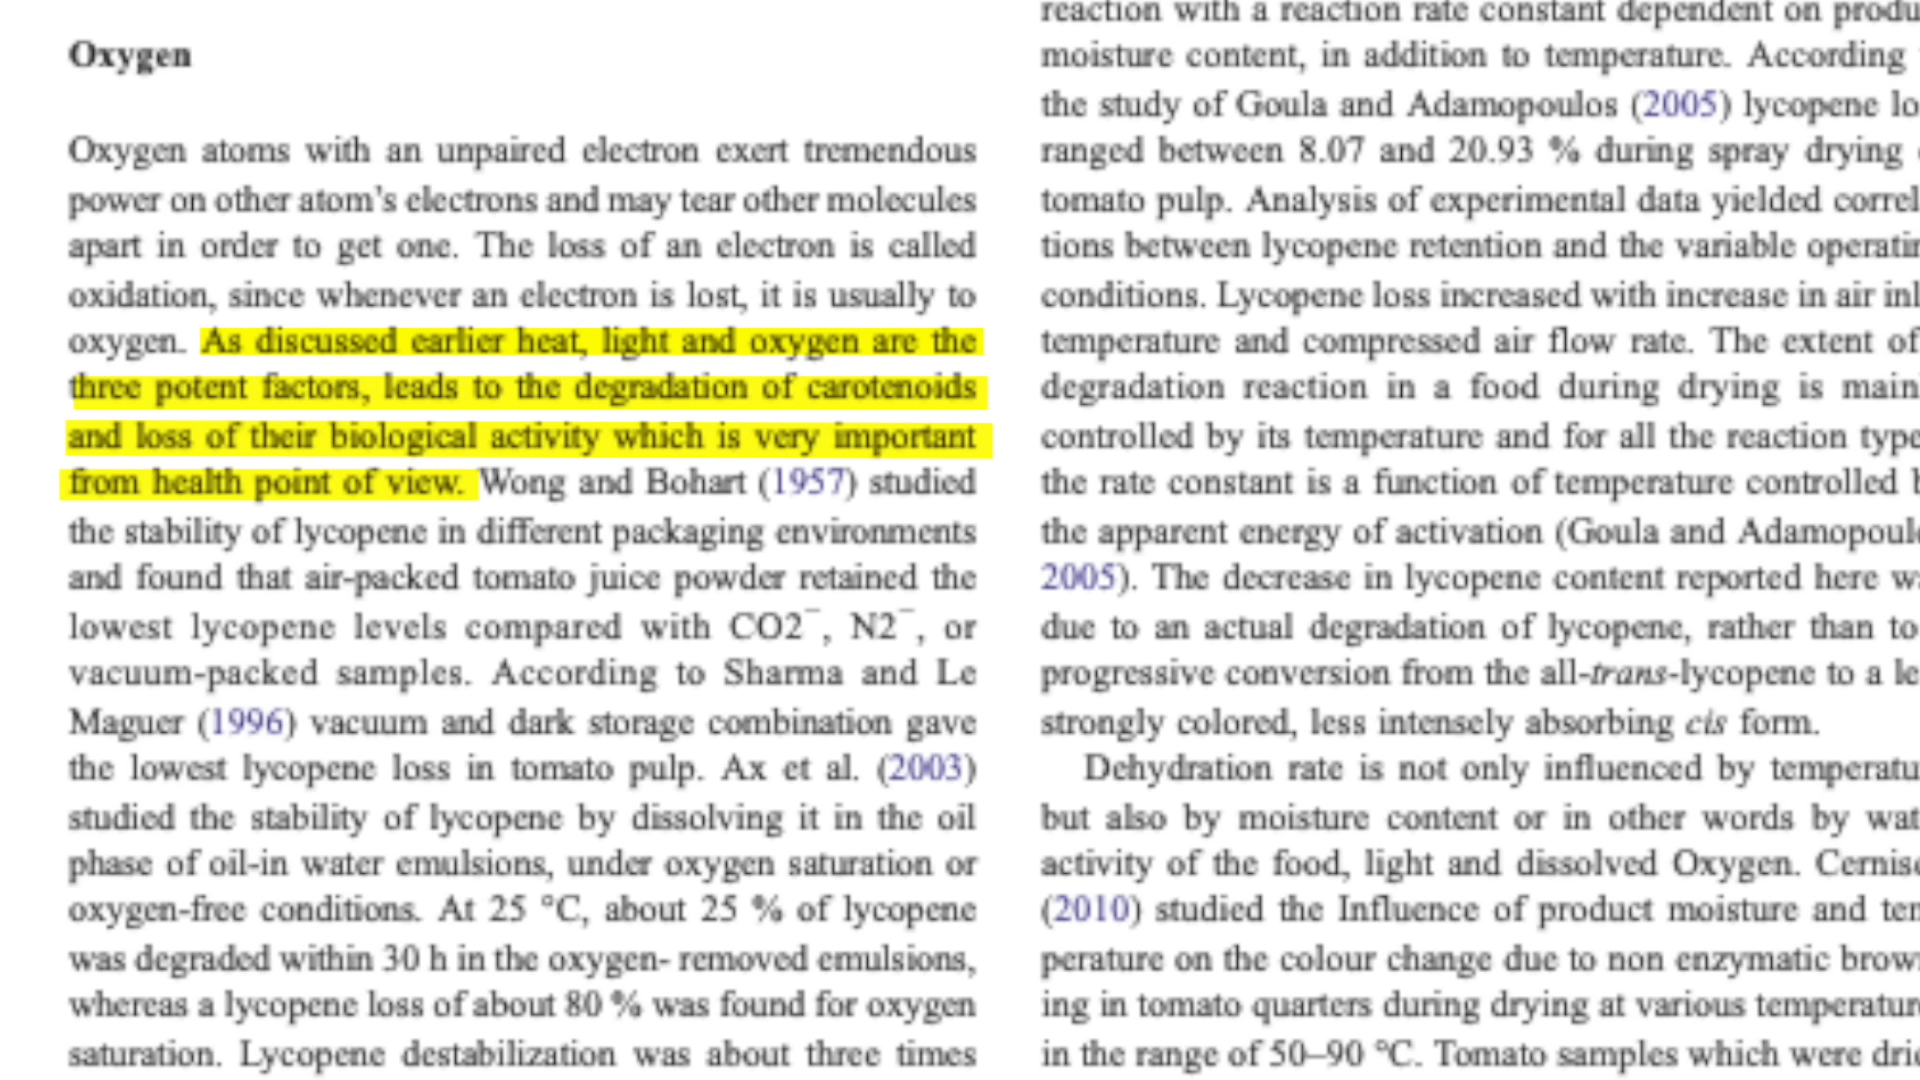 Oxygen
Oxygen atoms with an unpaired electron exert tremendous
power on other atom's electrons and may tear other molecules
apart in order to get one. The loss of an electron is called
oxidation, since whenever an electron is lost, it is usually to
oxygen. As discussed earlier heat, light and oxygen are the
three potent factors, leads to the degradation of carotenoids
and loss of their biological activity which is very important
from health point of view. Wong and Bohart (1957) studied
the stability of lycopene in different packaging environments
and found that air-packed tomato juice powder retained the
lowest lycopene levels compared with CO2⁻, N2⁻, or
vacuum-packed samples. According to Sharma and Le
Maguer (1996) vacuum and dark storage combination gave
the lowest lycopene loss in tomato pulp. Ax et al. (2003)
studied the stability of lycopene by dissolving it in the oil
phase of oil-in water emulsions, under oxygen saturation or
oxygen-free conditions. At 25 °C, about 25 % of lycopene
was degraded within 30 h in the oxygen- removed emulsions,
whereas a lycopene loss of about 80 % was found for oxygen
saturation. Lycopene destabilization was about three times
reaction with a reaction rate constant dependent on produ
moisture content, in addition to temperature. According
the study of Goula and Adamopoulos (2005) lycopene lo
ranged between 8.07 and 20.93 % during spray drying
tomato pulp. Analysis of experimental data yielded correl
tions between lycopene retention and the variable operatin
conditions. Lycopene loss increased with increase in air inl
temperature and compressed air flow rate. The extent of
degradation reaction in a food during drying is main
controlled by its temperature and for all the reaction type
the rate constant is a function of temperature controlled b
the apparent energy of activation (Goula and Adamopoulo
2005). The decrease in lycopene content reported here wa
due to an actual degradation of lycopene, rather than to
progressive conversion from the all-trans-lycopene to a le
strongly colored, less intensely absorbing cis form.
Dehydration rate is not only influenced by temperatu
but also by moisture content or in other words by wat
activity of the food, light and dissolved Oxygen. Cernise
(2010) studied the Influence of product moisture and tem
perature on the colour change due to non enzymatic brow
ing in tomato quarters during drying at various temperature
in the range of 50–90 °C. Tomato samples which were drie